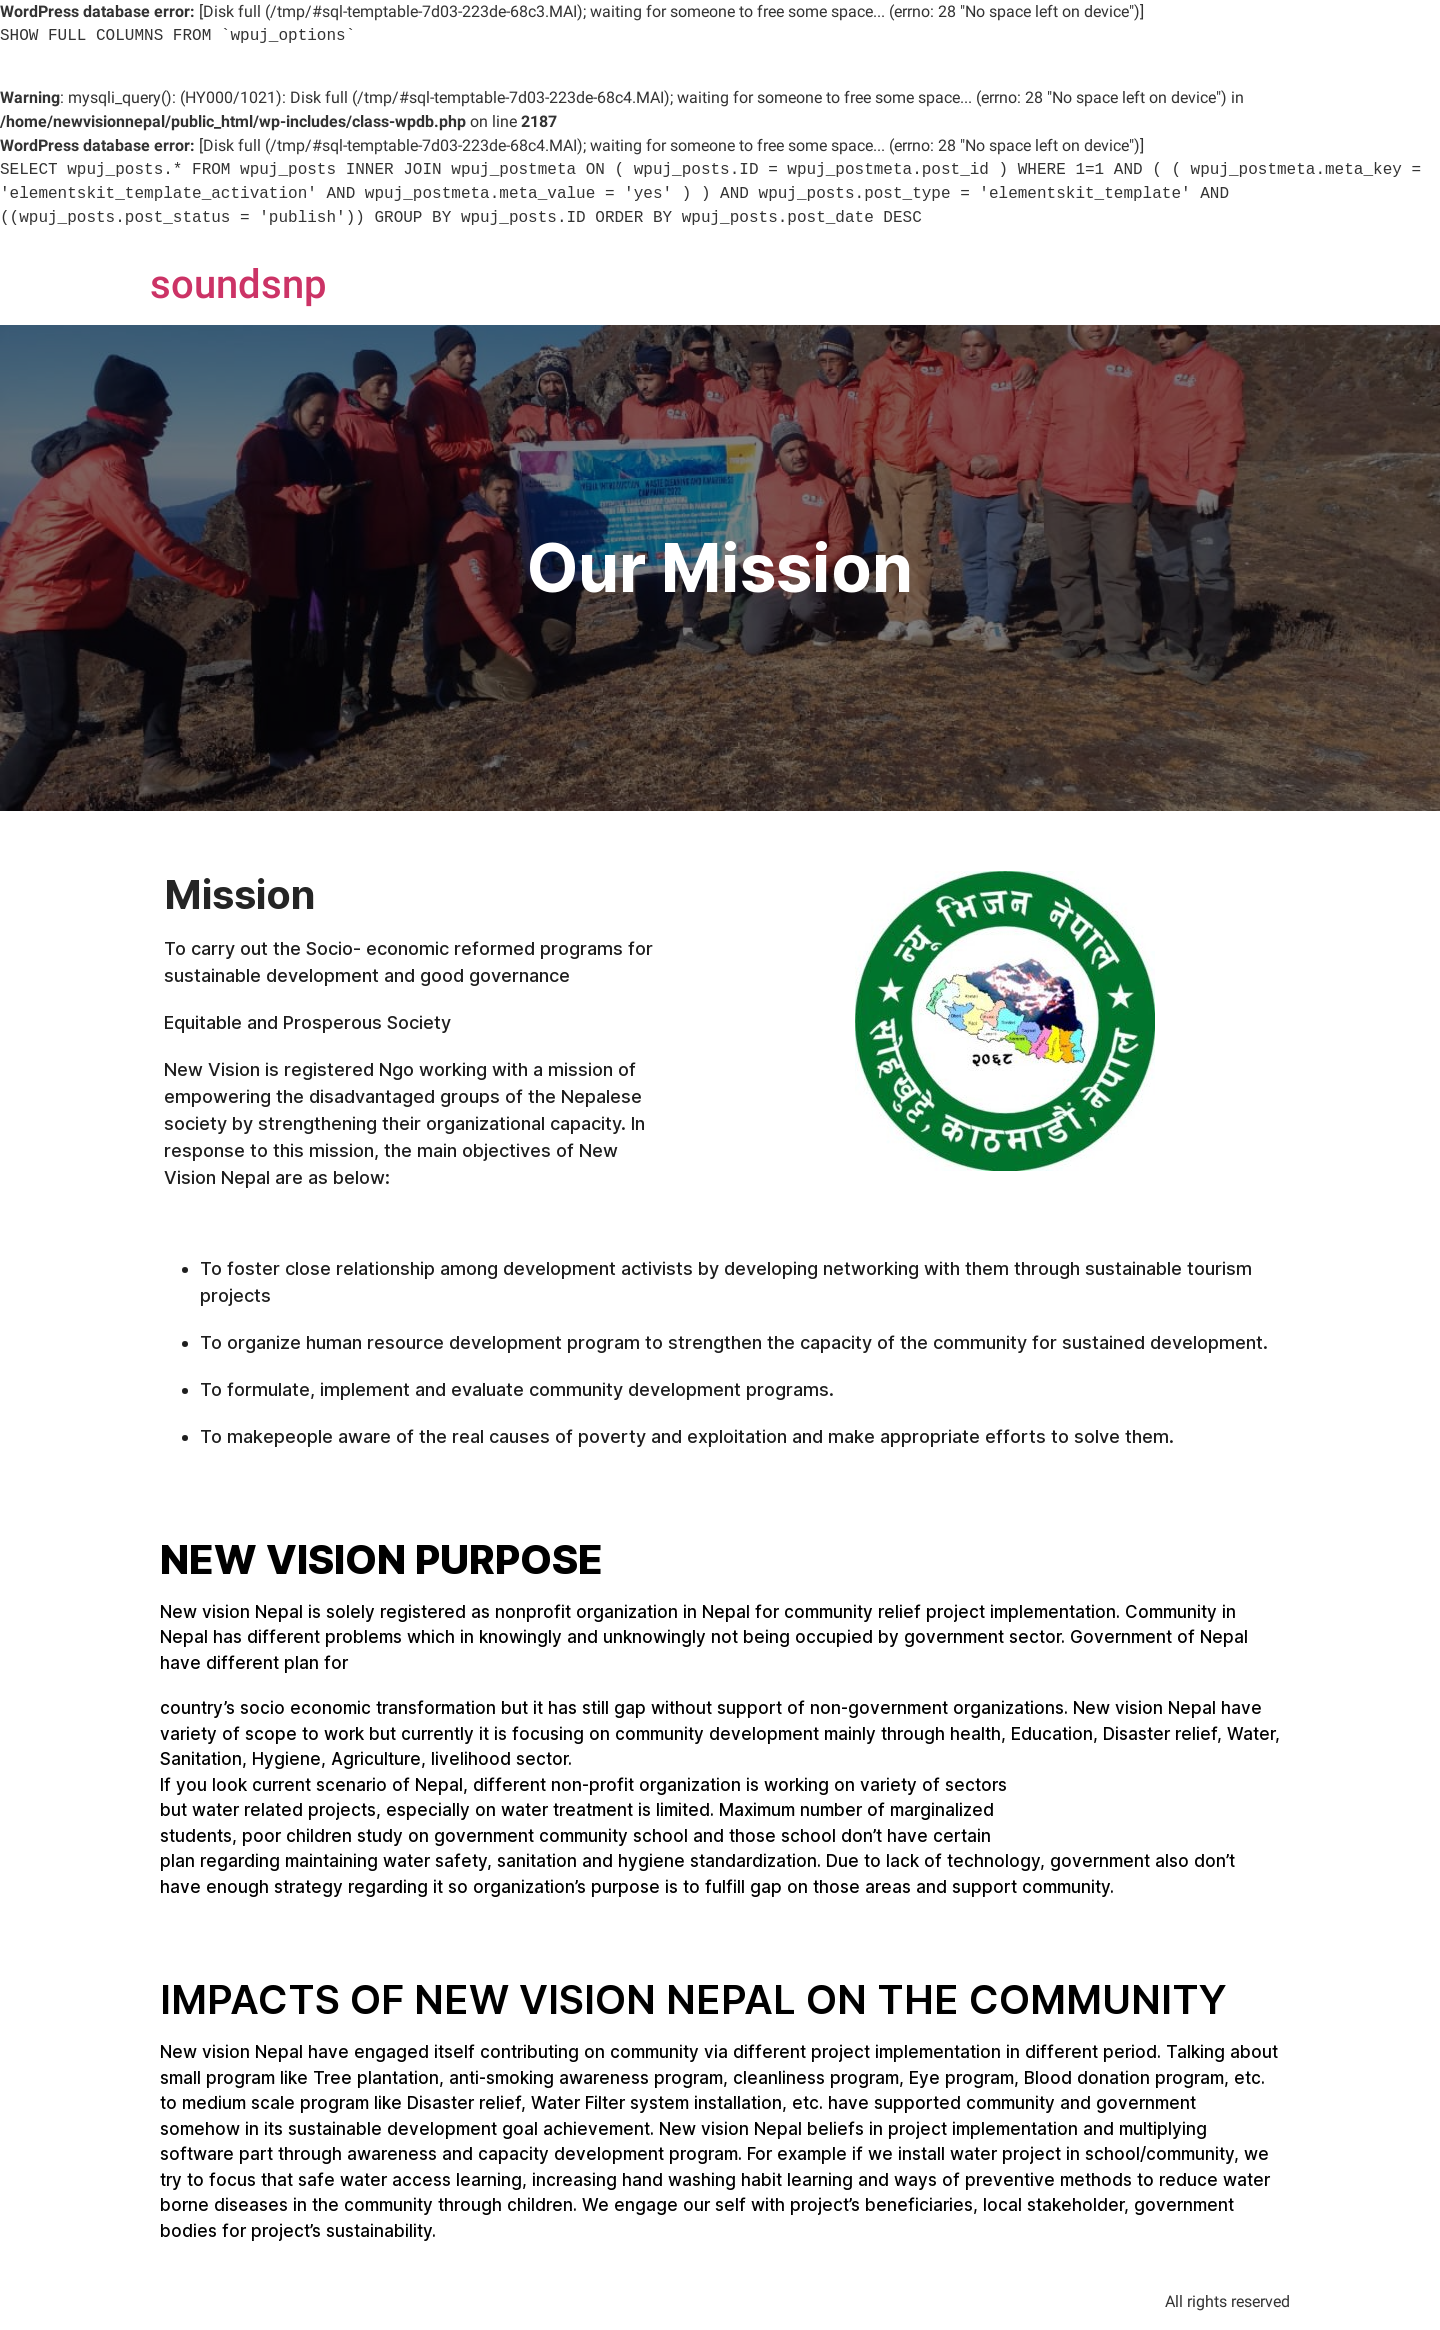 WordPress database error: [Disk full (/tmp/#sql-temptable-7d03-223de-68c3.MAI); waiting for someone to free some space... (errno: 28 "No space left on device")]
SHOW FULL COLUMNS FROM `wpuj_options`
Warning: mysqli_query(): (HY000/1021): Disk full (/tmp/#sql-temptable-7d03-223de-68c4.MAI); waiting for someone to free some space... (errno: 28 "No space left on device") in
/home/newvisionnepal/public_html/wp-includes/class-wpdb.php on line 2187
WordPress database error: [Disk full (/tmp/#sql-temptable-7d03-223de-68c4.MAI); waiting for someone to free some space... (errno: 28 "No space left on device")]
SELECT wpuj_posts.* FROM wpuj_posts INNER JOIN wpuj_postmeta ON ( wpuj_posts.ID = wpuj_postmeta.post_id ) WHERE 1=1 AND ( ( wpuj_postmeta.meta_key =
'elementskit_template_activation' AND wpuj_postmeta.meta_value = 'yes' ) ) AND wpuj_posts.post_type = 'elementskit_template' AND
((wpuj_posts.post_status = 'publish')) GROUP BY wpuj_posts.ID ORDER BY wpuj_posts.post_date DESC
soundsnp
Our Mission
Mission
To carry out the Socio- economic reformed programs for
sustainable development and good governance
Equitable and Prosperous Society
New Vision is registered Ngo working with a mission of
empowering the disadvantaged groups of the Nepalese
society by strengthening their organizational capacity. In
response to this mission, the main objectives of New
Vision Nepal are as below:
न्यू भिजन नेपाल
२०६८
सोह्रखुट्टे, काठमाडौं, नेपाल
• To foster close relationship among development activists by developing networking with them through sustainable tourism
projects
• To organize human resource development program to strengthen the capacity of the community for sustained development.
• To formulate, implement and evaluate community development programs.
• To makepeople aware of the real causes of poverty and exploitation and make appropriate efforts to solve them.
NEW VISION PURPOSE
New vision Nepal is solely registered as nonprofit organization in Nepal for community relief project implementation. Community in
Nepal has different problems which in knowingly and unknowingly not being occupied by government sector. Government of Nepal
have different plan for
country’s socio economic transformation but it has still gap without support of non-government organizations. New vision Nepal have
variety of scope to work but currently it is focusing on community development mainly through health, Education, Disaster relief, Water,
Sanitation, Hygiene, Agriculture, livelihood sector.
If you look current scenario of Nepal, different non-profit organization is working on variety of sectors
but water related projects, especially on water treatment is limited. Maximum number of marginalized
students, poor children study on government community school and those school don’t have certain
plan regarding maintaining water safety, sanitation and hygiene standardization. Due to lack of technology, government also don’t
have enough strategy regarding it so organization’s purpose is to fulfill gap on those areas and support community.
IMPACTS OF NEW VISION NEPAL ON THE COMMUNITY
New vision Nepal have engaged itself contributing on community via different project implementation in different period. Talking about
small program like Tree plantation, anti-smoking awareness program, cleanliness program, Eye program, Blood donation program, etc.
to medium scale program like Disaster relief, Water Filter system installation, etc. have supported community and government
somehow in its sustainable development goal achievement. New vision Nepal beliefs in project implementation and multiplying
software part through awareness and capacity development program. For example if we install water project in school/community, we
try to focus that safe water access learning, increasing hand washing habit learning and ways of preventive methods to reduce water
borne diseases in the community through children. We engage our self with project’s beneficiaries, local stakeholder, government
bodies for project’s sustainability.
All rights reserved